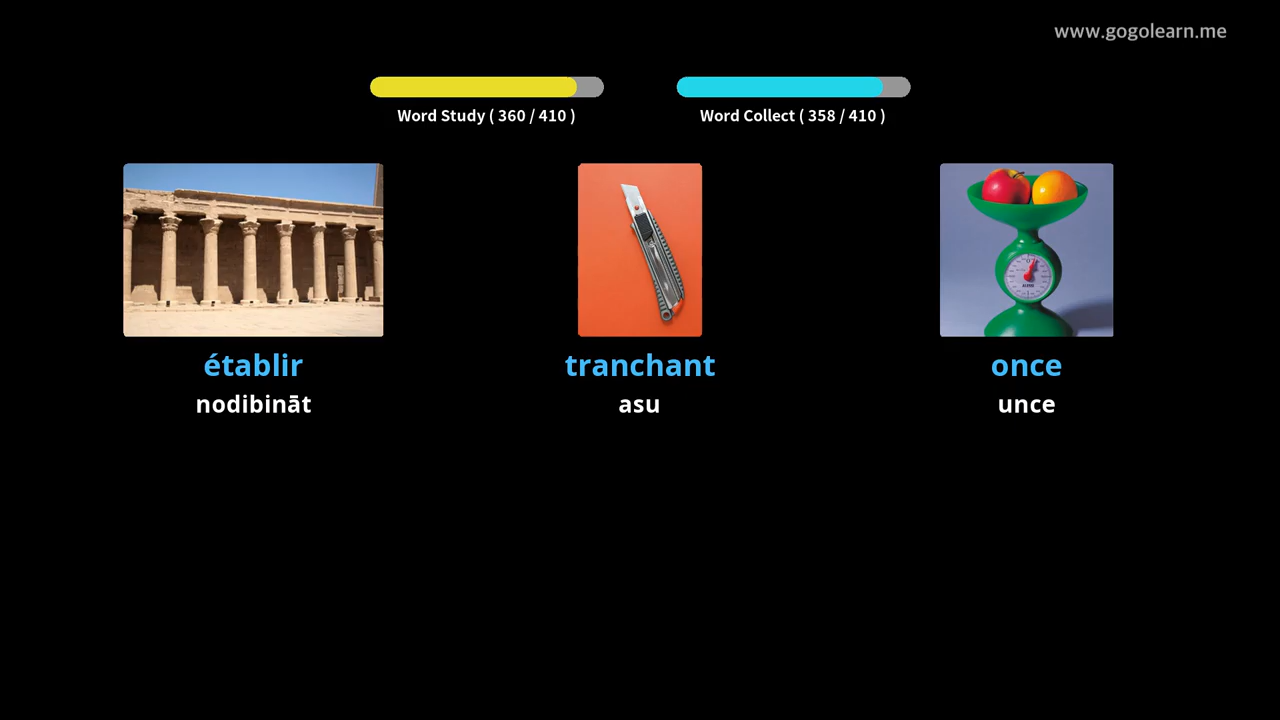 www.gogolearn.me
Word Study ( 360 / 410 )
Word Collect ( 358 / 410 )
établir
nodibināt
tranchant
asu
once
unce